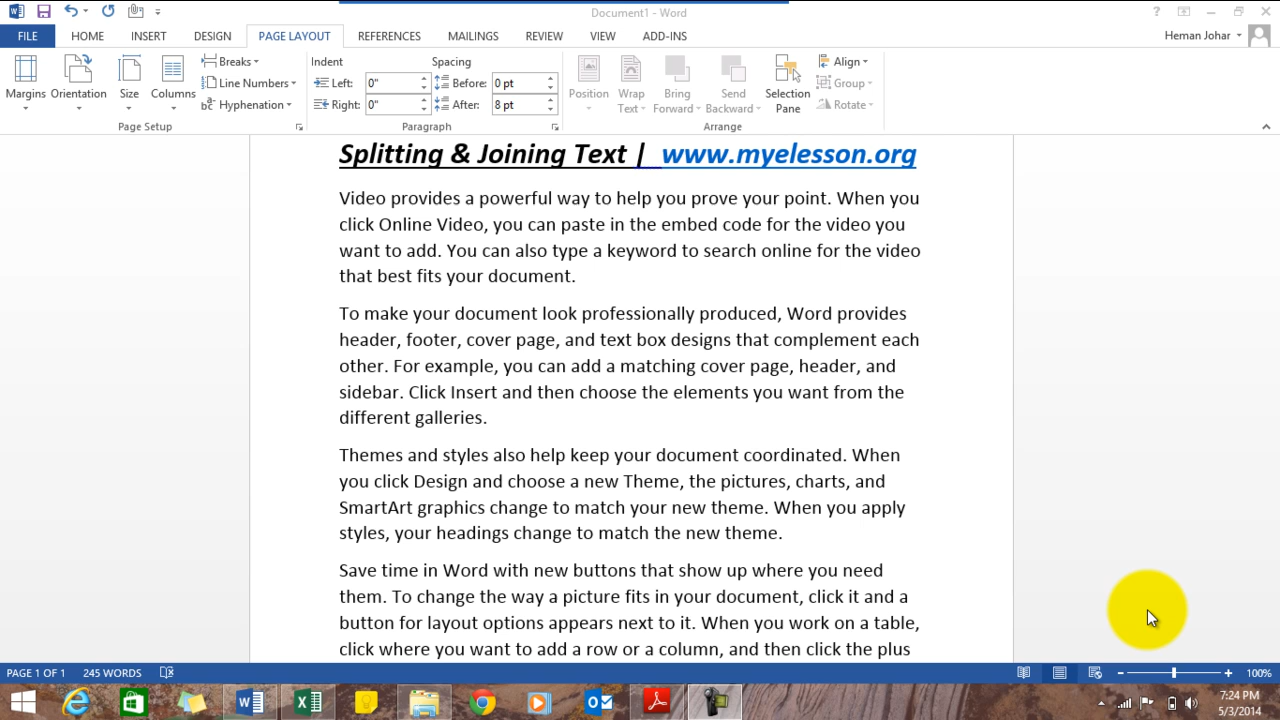 Document1 - Word
FILE HOME INSERT DESIGN PAGE LAYOUT REFERENCES MAILINGS REVIEW VIEW ADD-INS Heman Johar
Margins Orientation Size Columns
Breaks
Line Numbers
Hyphenation
Page Setup
Indent
Left: 0"
Right: 0"
Spacing
Before: 0 pt
After: 8 pt
Paragraph
Position
Wrap
Text
Bring
Forward
Send
Backward
Selection
Pane
Align
Group
Rotate
Arrange
Splitting & Joining Text | www.myelesson.org
Video provides a powerful way to help you prove your point. When you
click Online Video, you can paste in the embed code for the video you
want to add. You can also type a keyword to search online for the video
that best fits your document.
To make your document look professionally produced, Word provides
header, footer, cover page, and text box designs that complement each
other. For example, you can add a matching cover page, header, and
sidebar. Click Insert and then choose the elements you want from the
different galleries.
Themes and styles also help keep your document coordinated. When
you click Design and choose a new Theme, the pictures, charts, and
SmartArt graphics change to match your new theme. When you apply
styles, your headings change to match the new theme.
Save time in Word with new buttons that show up where you need
them. To change the way a picture fits in your document, click it and a
button for layout options appears next to it. When you work on a table,
click where you want to add a row or a column, and then click the plus
PAGE 1 OF 1 245 WORDS 100%
7:24 PM
5/3/2014